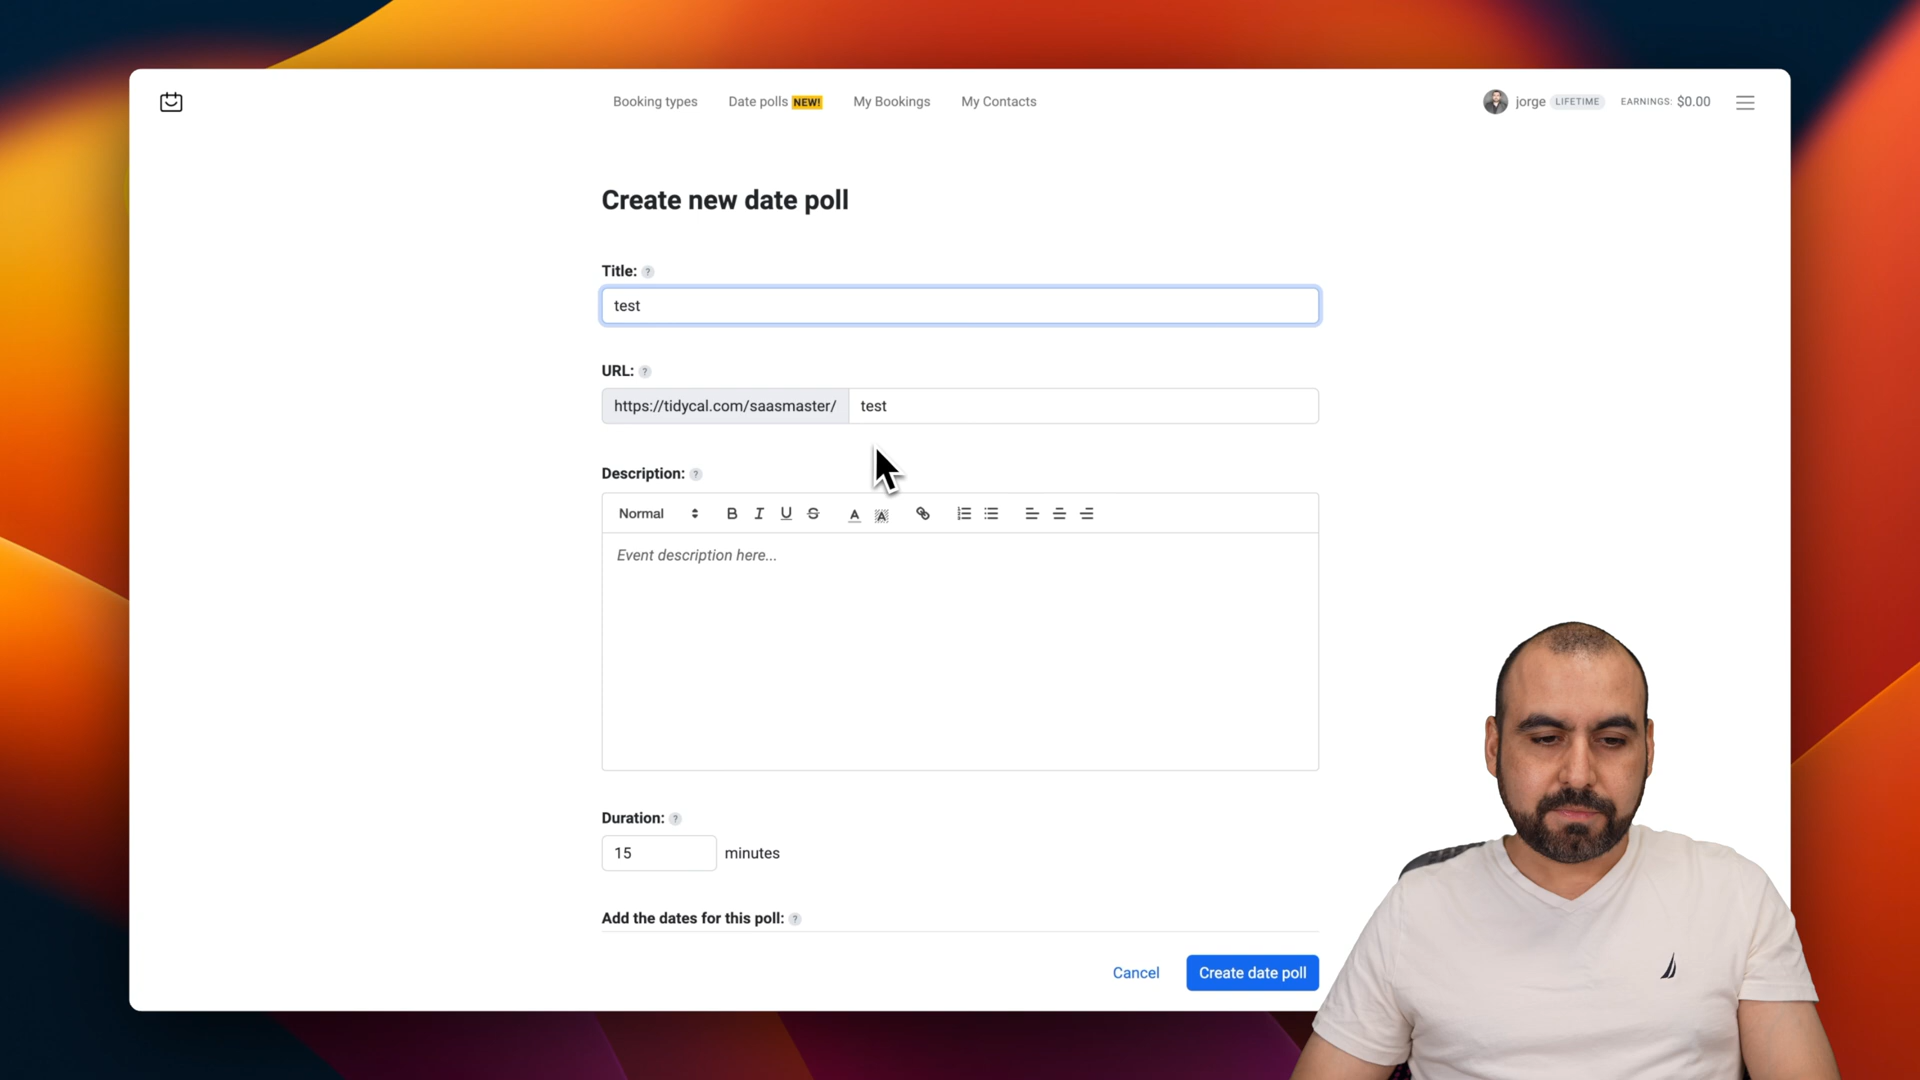 Booking types Date polls NEW! My Bookings My Contacts jorge LIFETIME EARNINGS: $0.00
Create new date poll
Title: ?
test
URL: ?
https://tidycal.com/saasmaster/ test
Description: ?
Normal B I U S A A
Event description here...
Duration: ?
15 minutes
Add the dates for this poll: ?
Cancel Create date poll